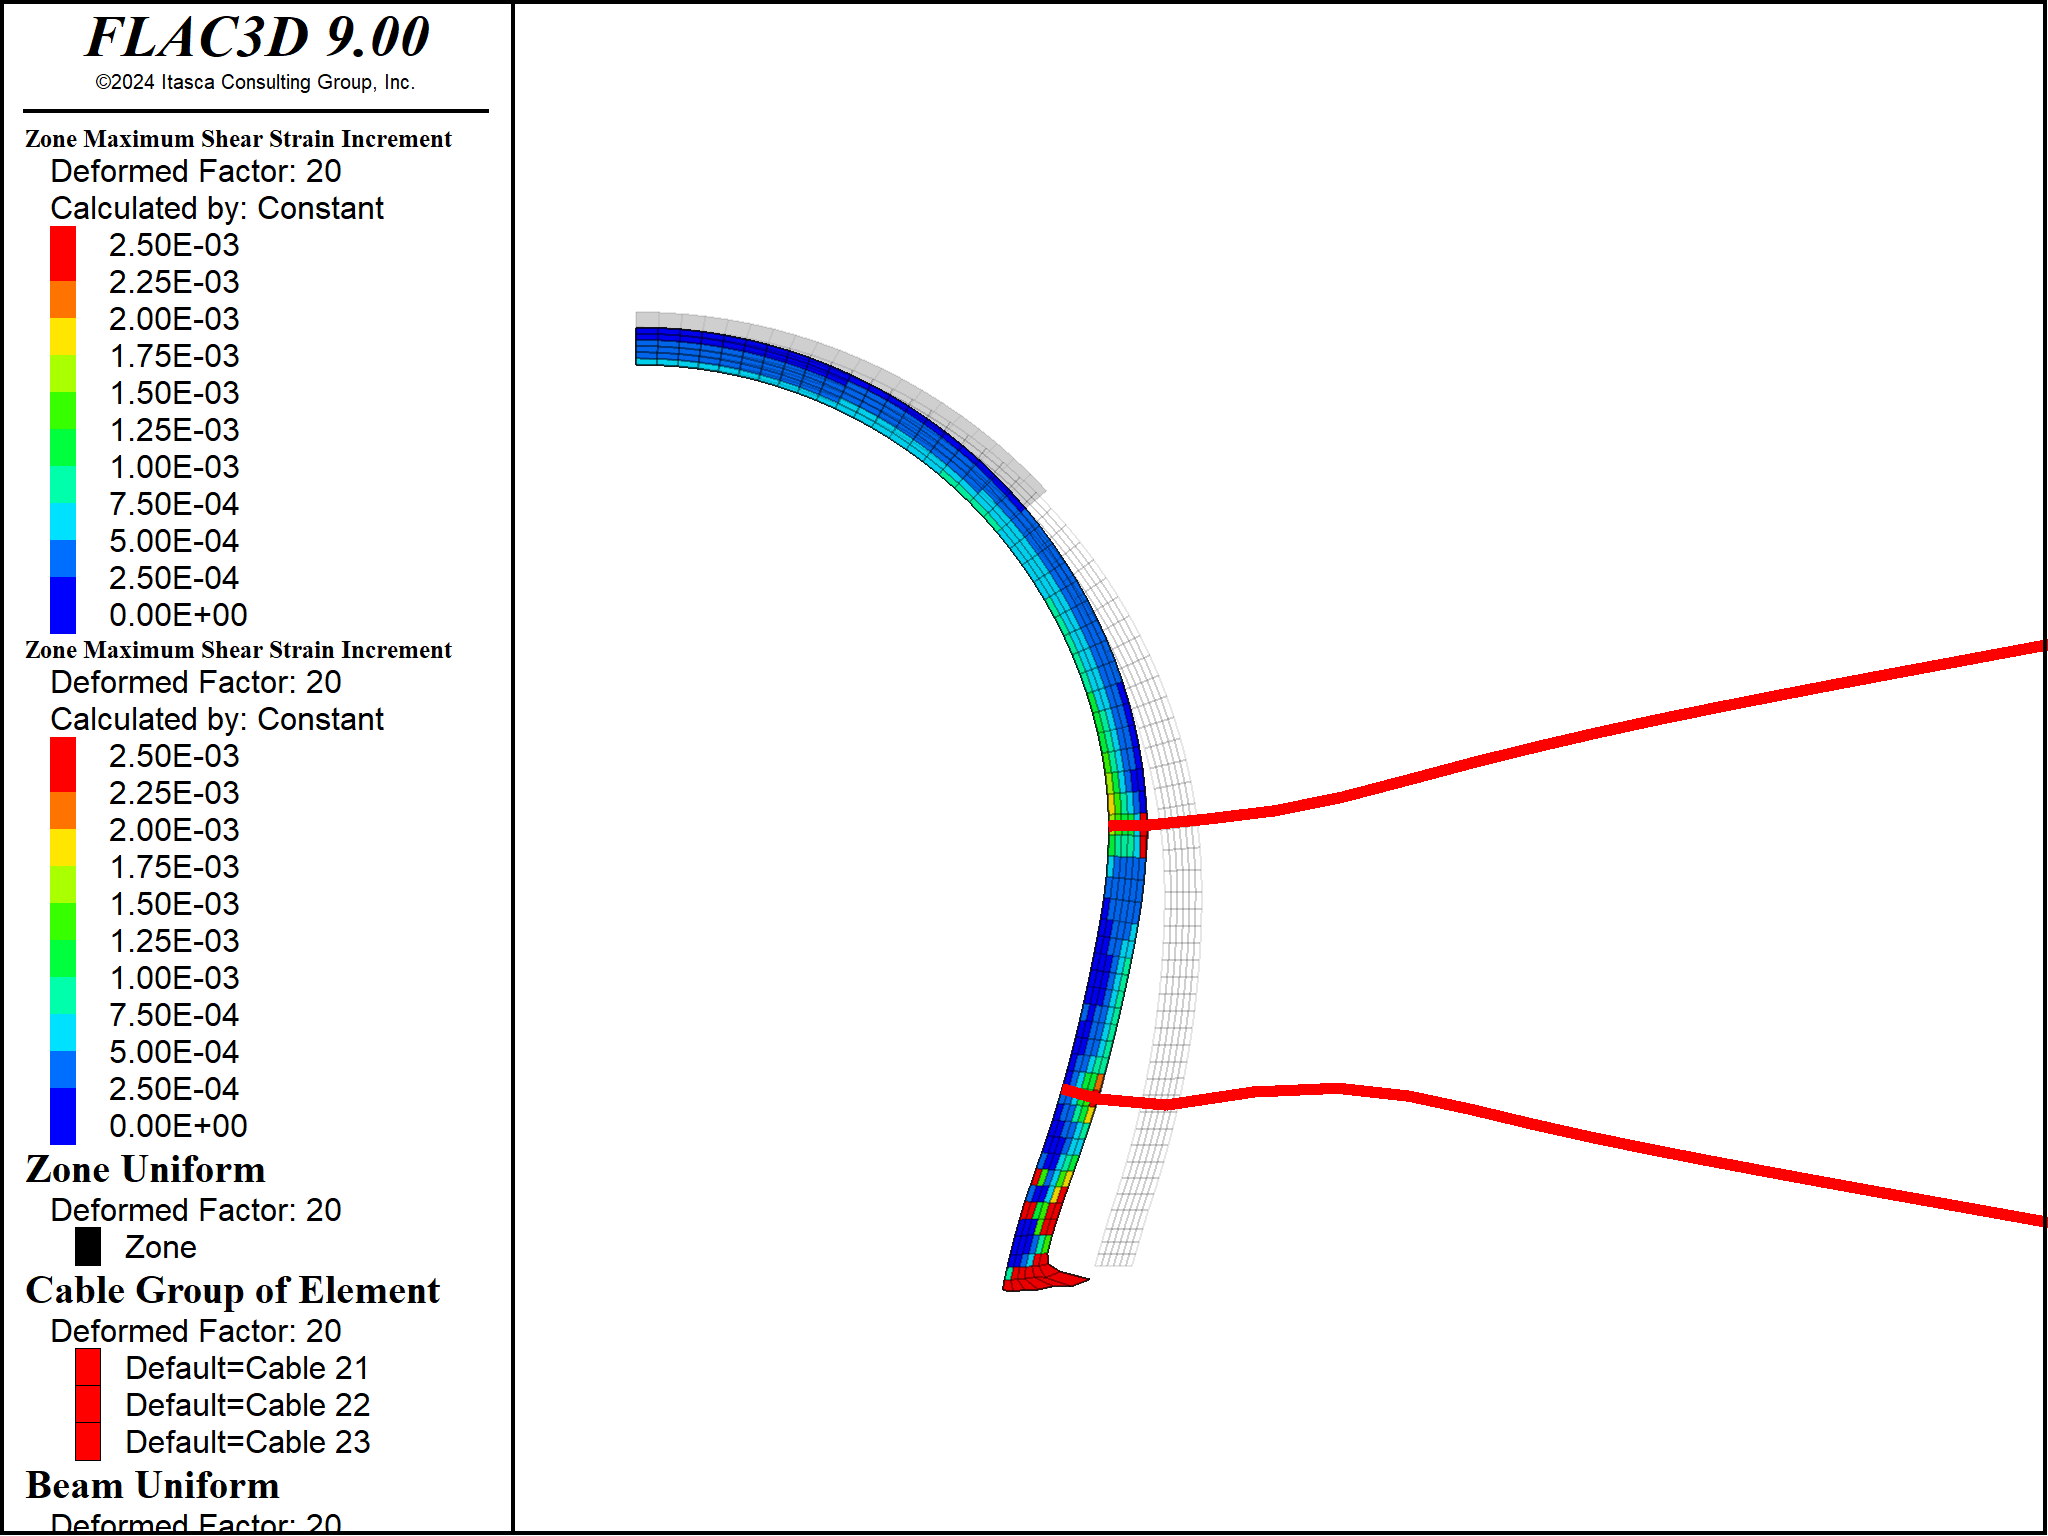 FLAC3D 9.00
©2024 Itasca Consulting Group, Inc.
Zone Maximum Shear Strain Increment
Deformed Factor: 20
Calculated by: Constant
2.50E-03
2.25E-03
2.00E-03
1.75E-03
1.50E-03
1.25E-03
1.00E-03
7.50E-04
5.00E-04
2.50E-04
0.00E+00
Zone Maximum Shear Strain Increment
Deformed Factor: 20
Calculated by: Constant
2.50E-03
2.25E-03
2.00E-03
1.75E-03
1.50E-03
1.25E-03
1.00E-03
7.50E-04
5.00E-04
2.50E-04
0.00E+00
Zone Uniform
Deformed Factor: 20
Zone
Cable Group of Element
Deformed Factor: 20
Default=Cable 21
Default=Cable 22
Default=Cable 23
Beam Uniform
Deformed Factor: 20